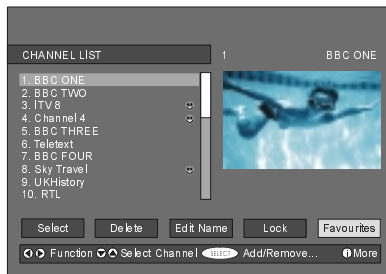 CHANNEL LIST
1 BBC ONE
1. BBC ONE
2. BBC TWO
3. ITV 8
4. Channel 4
5. BBC THREE
6. Teletext
7. BBC FOUR
8. Sky Travel
9. UKHistory
10. RTL
Select Delete Edit Name Lock Favourites
Function Select Channel SELECT Add/Remove... i More